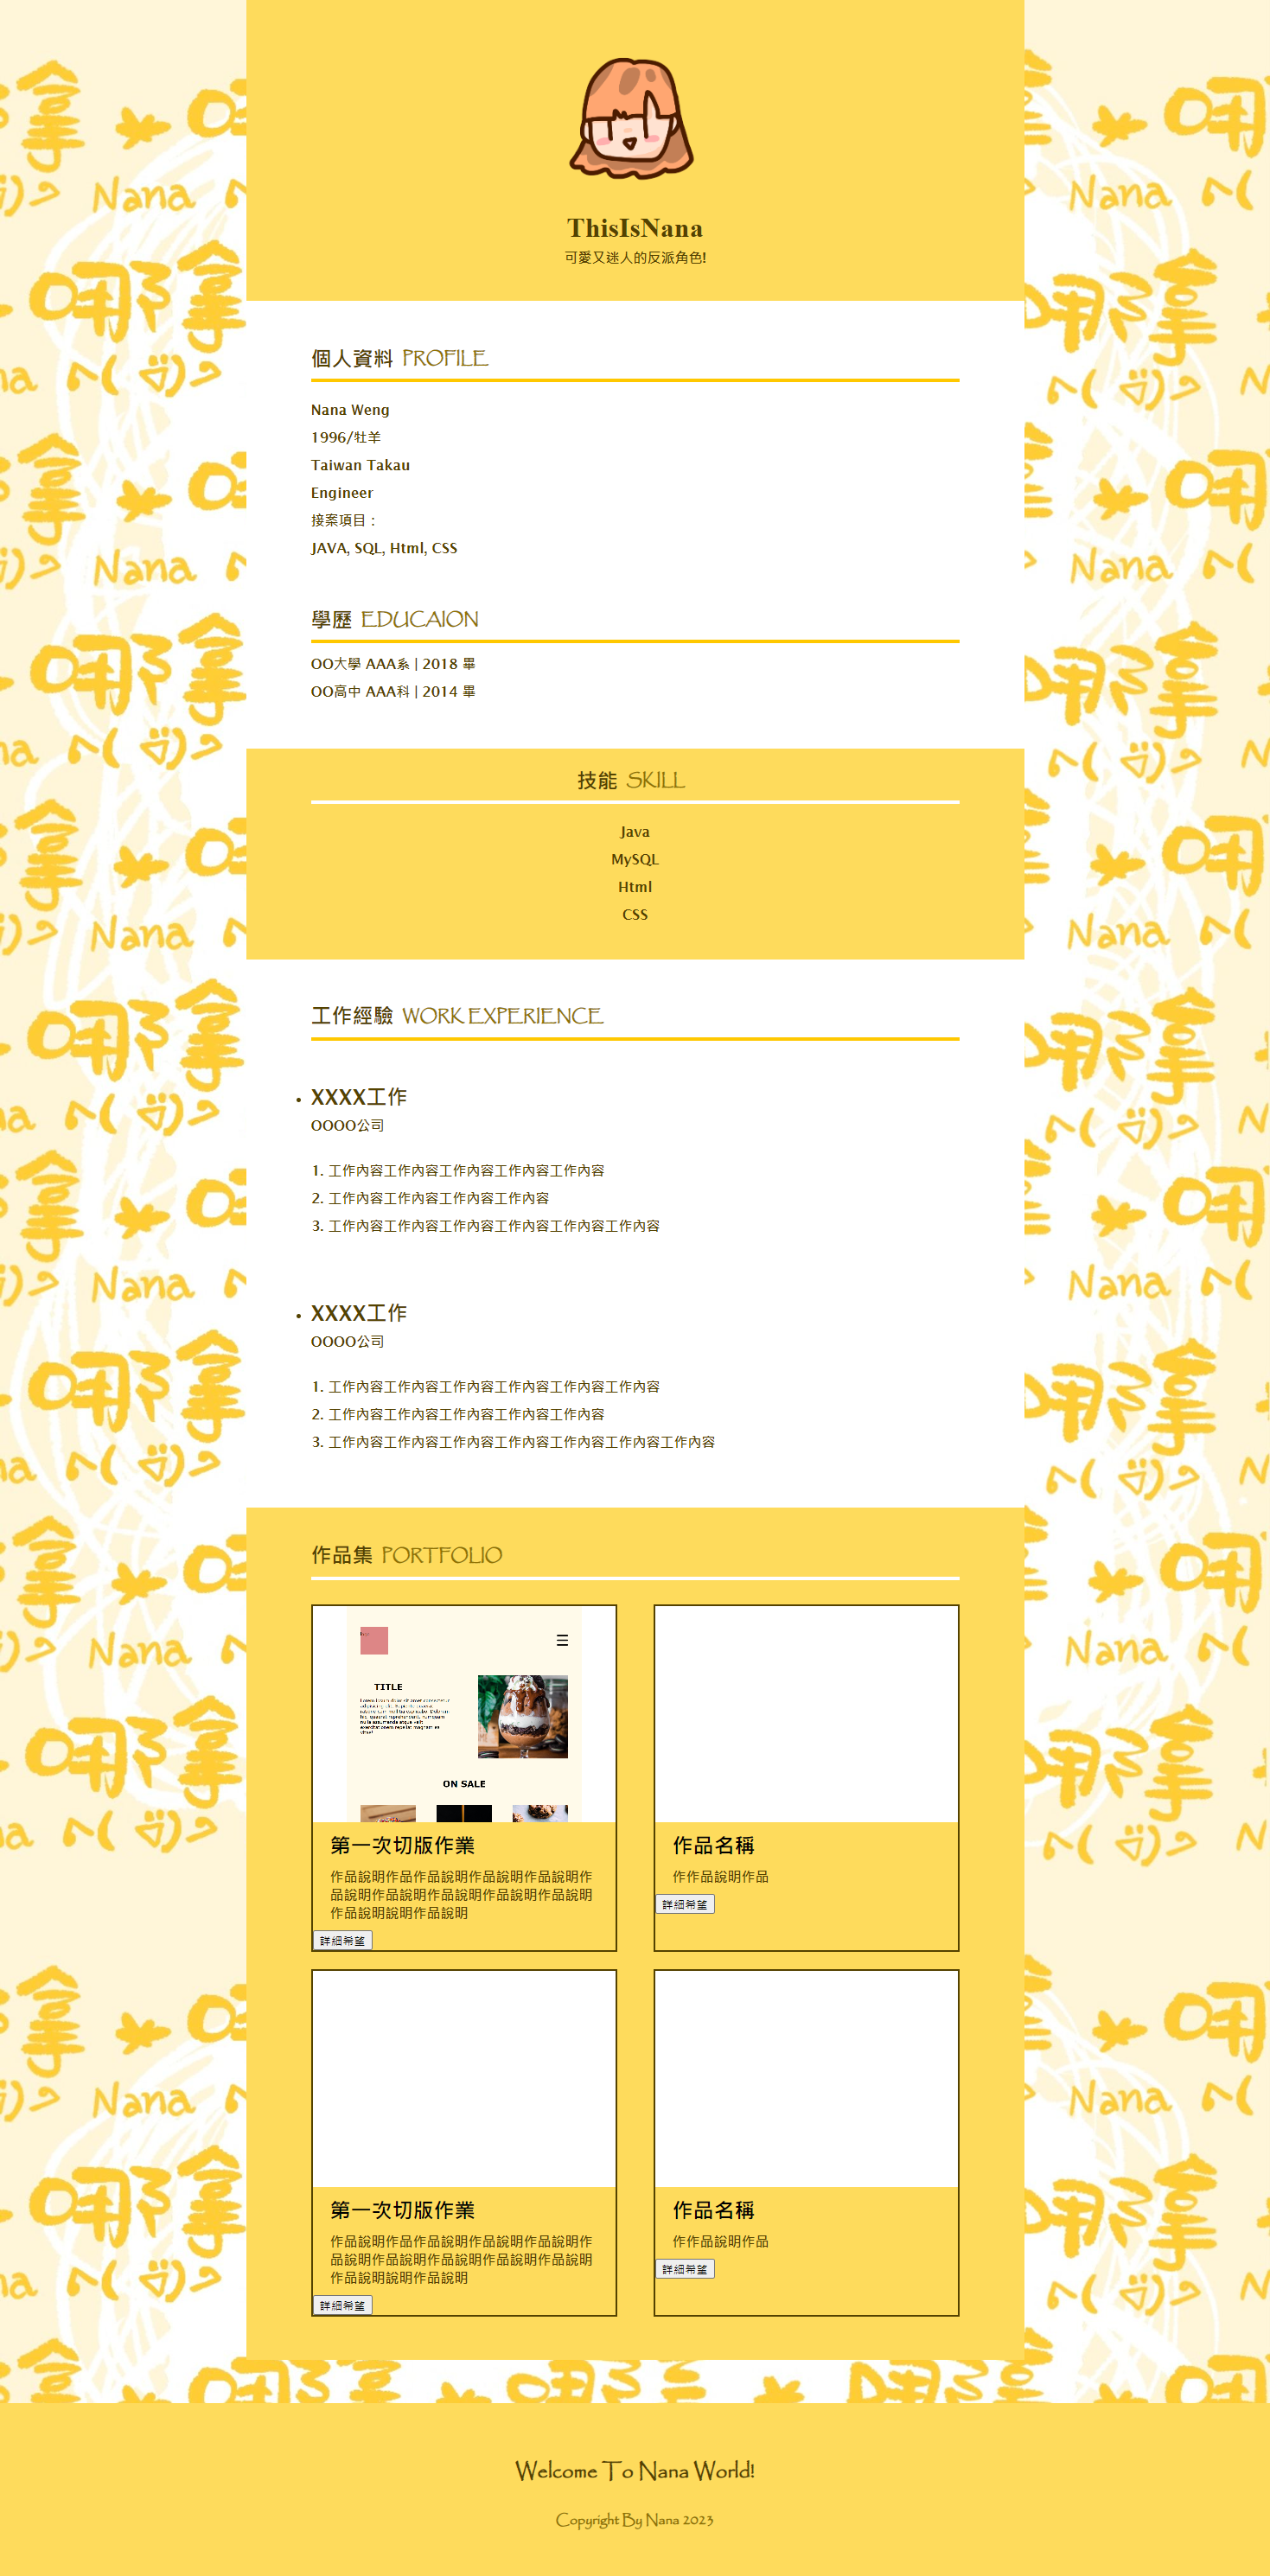 ThisIsNana
可愛又迷人的反派角色!
個人資料 PROFILE
Nana Weng
1996/牡羊
Taiwan Takau
Engineer
接案項目：
JAVA, SQL, Html, CSS
學歷 EDUCAION
OO大學 AAA系 | 2018 畢
OO高中 AAA科 | 2014 畢
技能 SKILL
Java
MySQL
Html
CSS
工作經驗 WORK EXPERIENCE
• XXXX工作
OOOO公司
1. 工作內容工作內容工作內容工作內容工作內容
2. 工作內容工作內容工作內容工作內容
3. 工作內容工作內容工作內容工作內容工作內容工作內容
• XXXX工作
OOOO公司
1. 工作內容工作內容工作內容工作內容工作內容工作內容
2. 工作內容工作內容工作內容工作內容工作內容
3. 工作內容工作內容工作內容工作內容工作內容工作內容工作內容
作品集 PORTFOLIO
TITLE
ON SALE
第一次切版作業
作品說明作品作品說明作品說明作品說明作
品說明作品說明作品說明作品說明作品說明
作品說明說明作品說明
詳細希望
作品名稱
作作品說明作品
詳細希望
第一次切版作業
作品說明作品作品說明作品說明作品說明作
品說明作品說明作品說明作品說明作品說明
作品說明說明作品說明
詳細希望
作品名稱
作作品說明作品
詳細希望
Welcome To Nana World!
Copyright By Nana 2023
哪拿
Nana